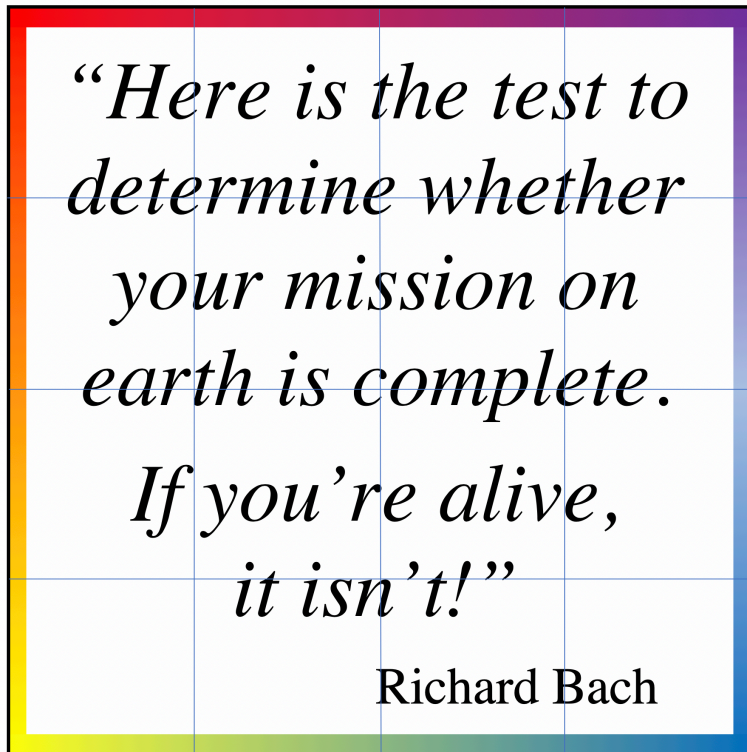 “Here is the test to
determine whether
your mission on
earth is complete.
If you’re alive,
it isn’t!”
Richard Bach